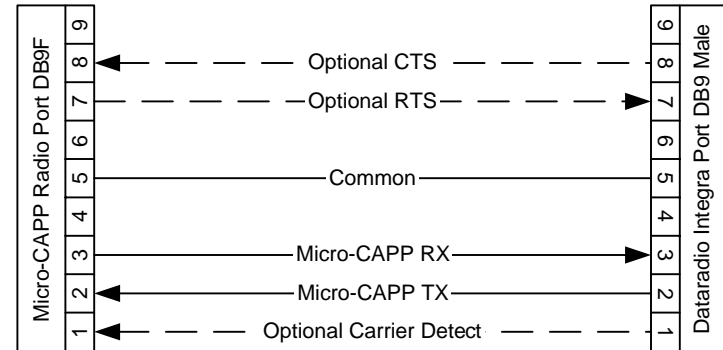 Micro-CAPP Radio Port DB9F
9
8
7
6
5
4
3
2
1
Optional CTS
Optional RTS
Common
Micro-CAPP RX
Micro-CAPP TX
Optional Carrier Detect
9
8
7
6
5
4
3
2
1
Dataradio Integra Port DB9 Male